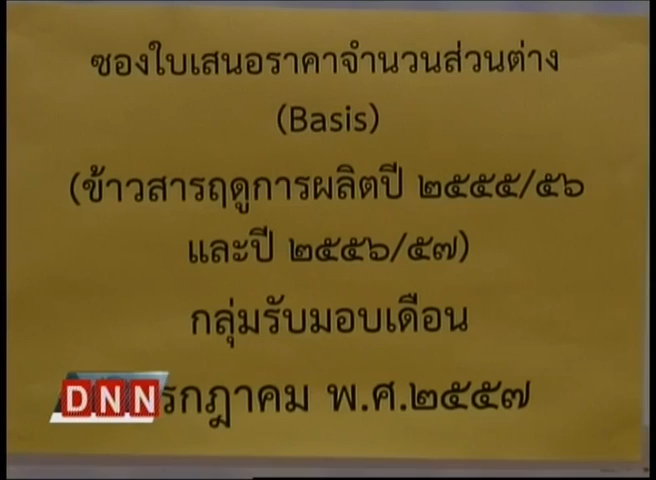 ซองใบเสนอราคาจำนวนส่วนต่าง
(Basis)
(ข้าวสารฤดูการผลิตปี ๒๕๕๕/๕๖
และปี ๒๕๕๖/๕๗)
กลุ่มรับมอบเดือน
รกฎาคม พ.ศ.๒๕๕๗
DNN